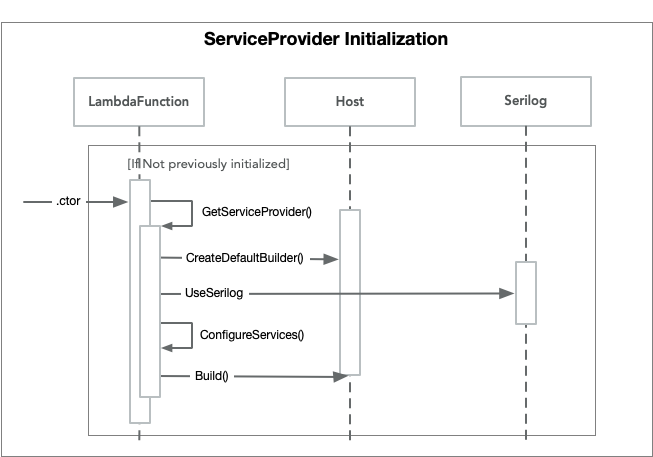 ServiceProvider Initialization
LambdaFunction
Host
Serilog
[If Not previously initialized]
.ctor
GetServiceProvider()
CreateDefaultBuilder()
UseSerilog
ConfigureServices()
Build()